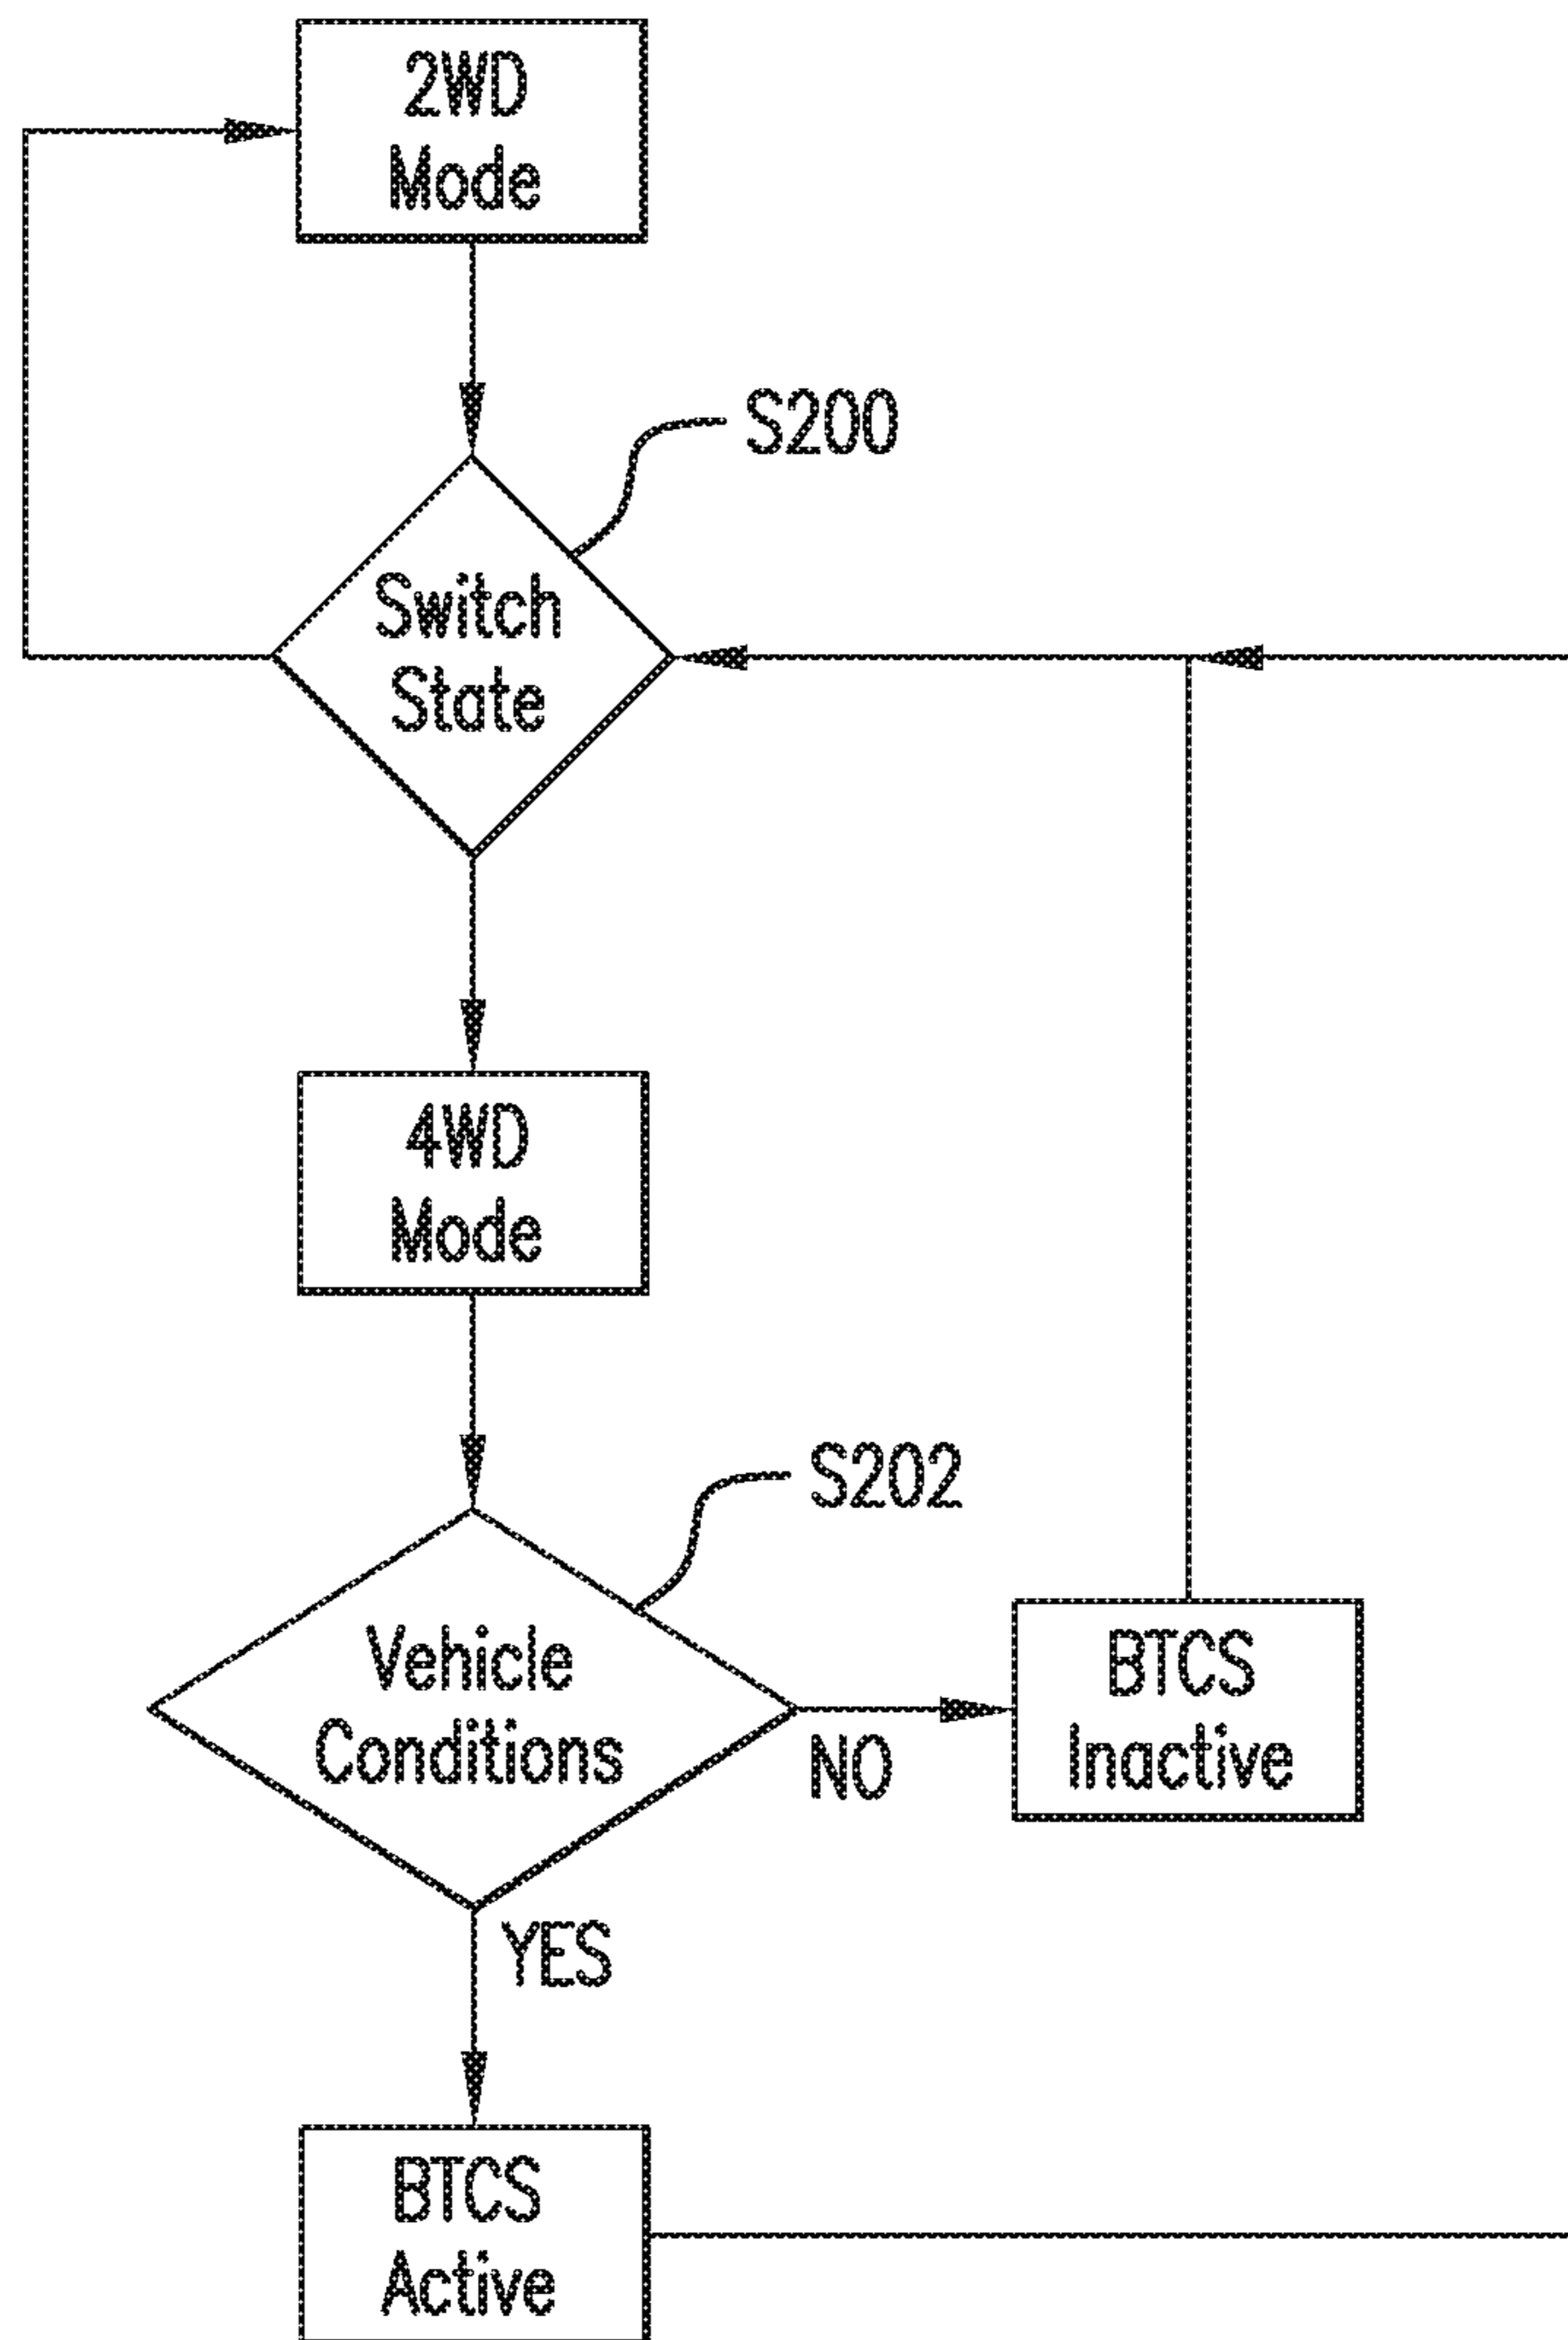 2WD
Mode
S200
Switch
State
4WD
Mode
S202
Vehicle
Conditions
NO
BTCS
Inactive
YES
BTCS
Active